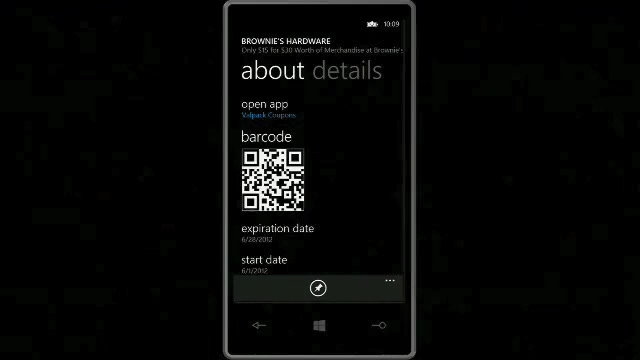 10:09
BROWNIE'S HARDWARE
Only $15 for $30 Worth of Merchandise at Brownie's
about details
open app
Valpack Coupons
barcode
expiration date
6/28/2012
start date
6/1/2012